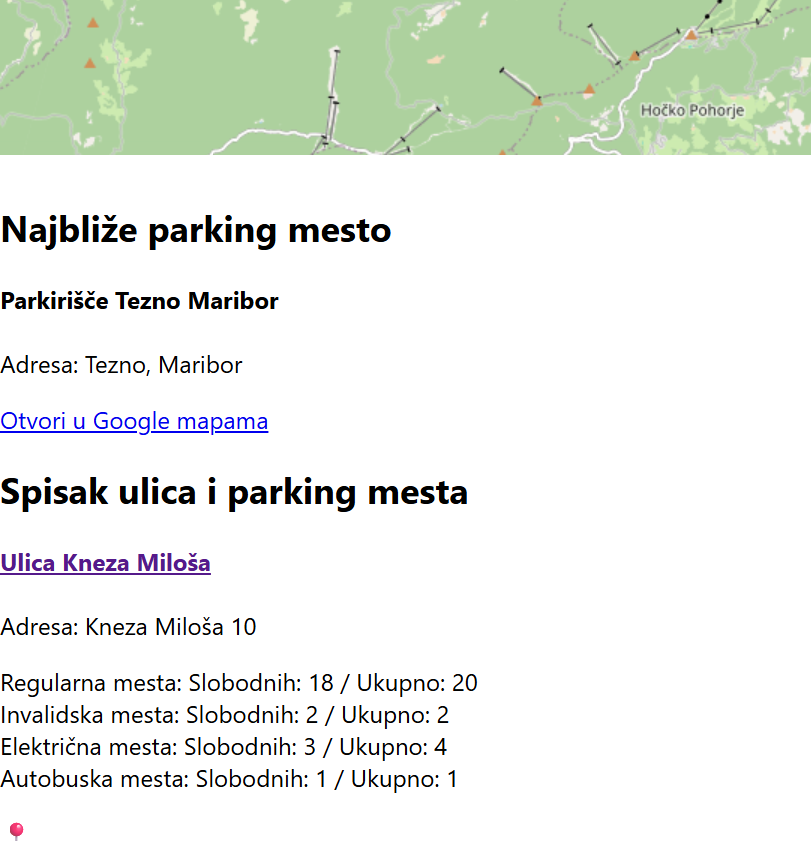 Hočko Pohorje
Najbliže parking mesto
Parkirišče Tezno Maribor
Adresa: Tezno, Maribor
Otvori u Google mapama
Spisak ulica i parking mesta
Ulica Kneza Miloša
Adresa: Kneza Miloša 10
Regularna mesta: Slobodnih: 18 / Ukupno: 20
Invalidska mesta: Slobodnih: 2 / Ukupno: 2
Električna mesta: Slobodnih: 3 / Ukupno: 4
Autobuska mesta: Slobodnih: 1 / Ukupno: 1